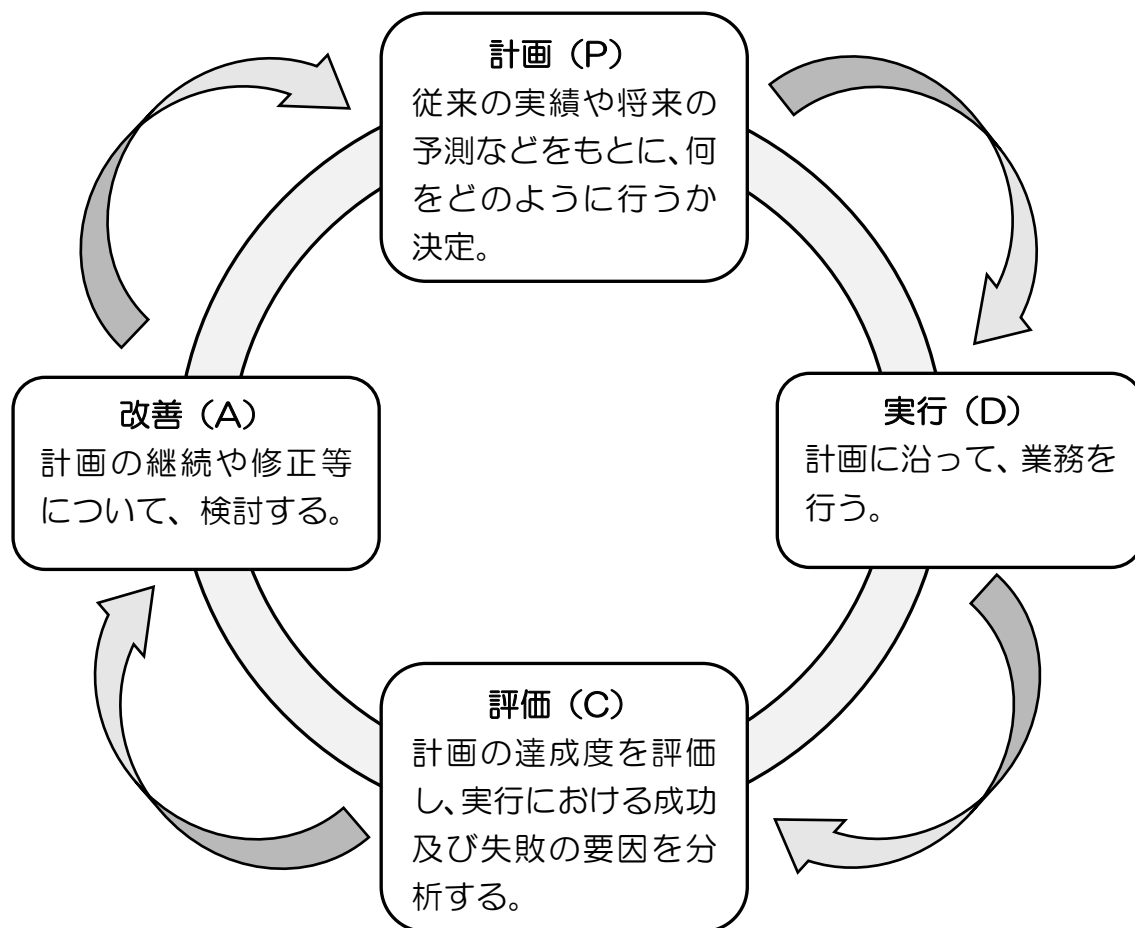 計画（P）
従来の実績や将来の
予測などをもとに、何
をどのように行うか
決定。
改善（A）
計画の継続や修正等
について、検討する。
実行（D）
計画に沿って、業務を
行う。
評価（C）
計画の達成度を評価
し、実行における成功
及び失敗の要因を分
析する。